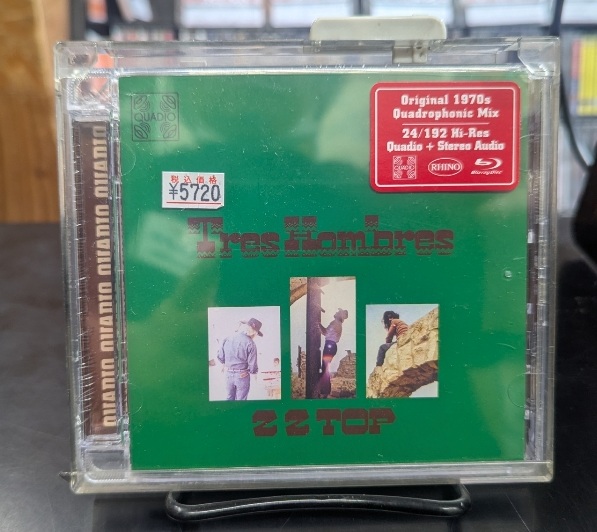 QUADIO
Original 1970s
Quadrophonic Mix
24/192 Hi-Res
Quadio + Stereo Audio
RHINO
Blu-ray Disc
税込価格
¥5720
Tres Hombres
ZZ TOP
QUADIO QUADIO QUADIO QUADIO